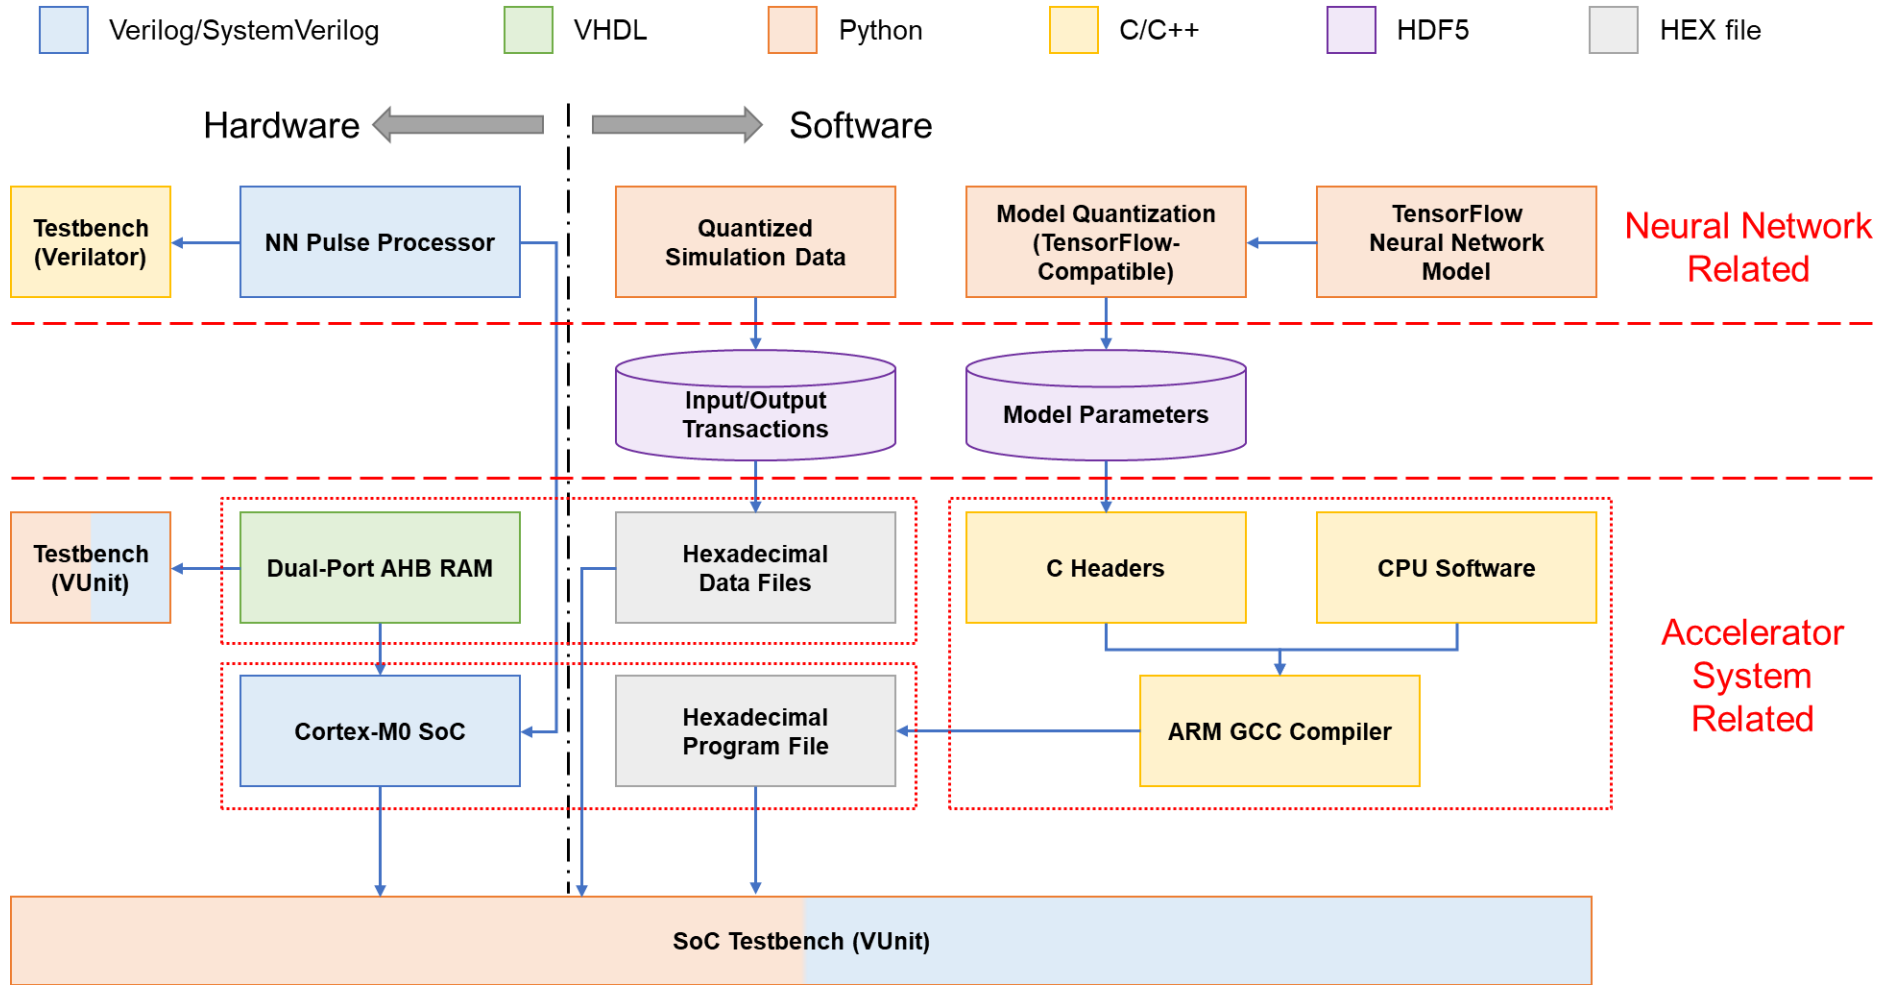 Verilog/SystemVerilog
VHDL
Python
C/C++
HDF5
HEX file
Hardware
Software
Testbench
(Verilator)
NN Pulse Processor
Quantized
Simulation Data
Model Quantization
(TensorFlow-
Compatible)
TensorFlow
Neural Network
Model
Neural Network
Related
Input/Output
Transactions
Model Parameters
Testbench
(VUnit)
Dual-Port AHB RAM
Hexadecimal
Data Files
C Headers
CPU Software
Accelerator
System
Related
Cortex-M0 SoC
Hexadecimal
Program File
ARM GCC Compiler
SoC Testbench (VUnit)